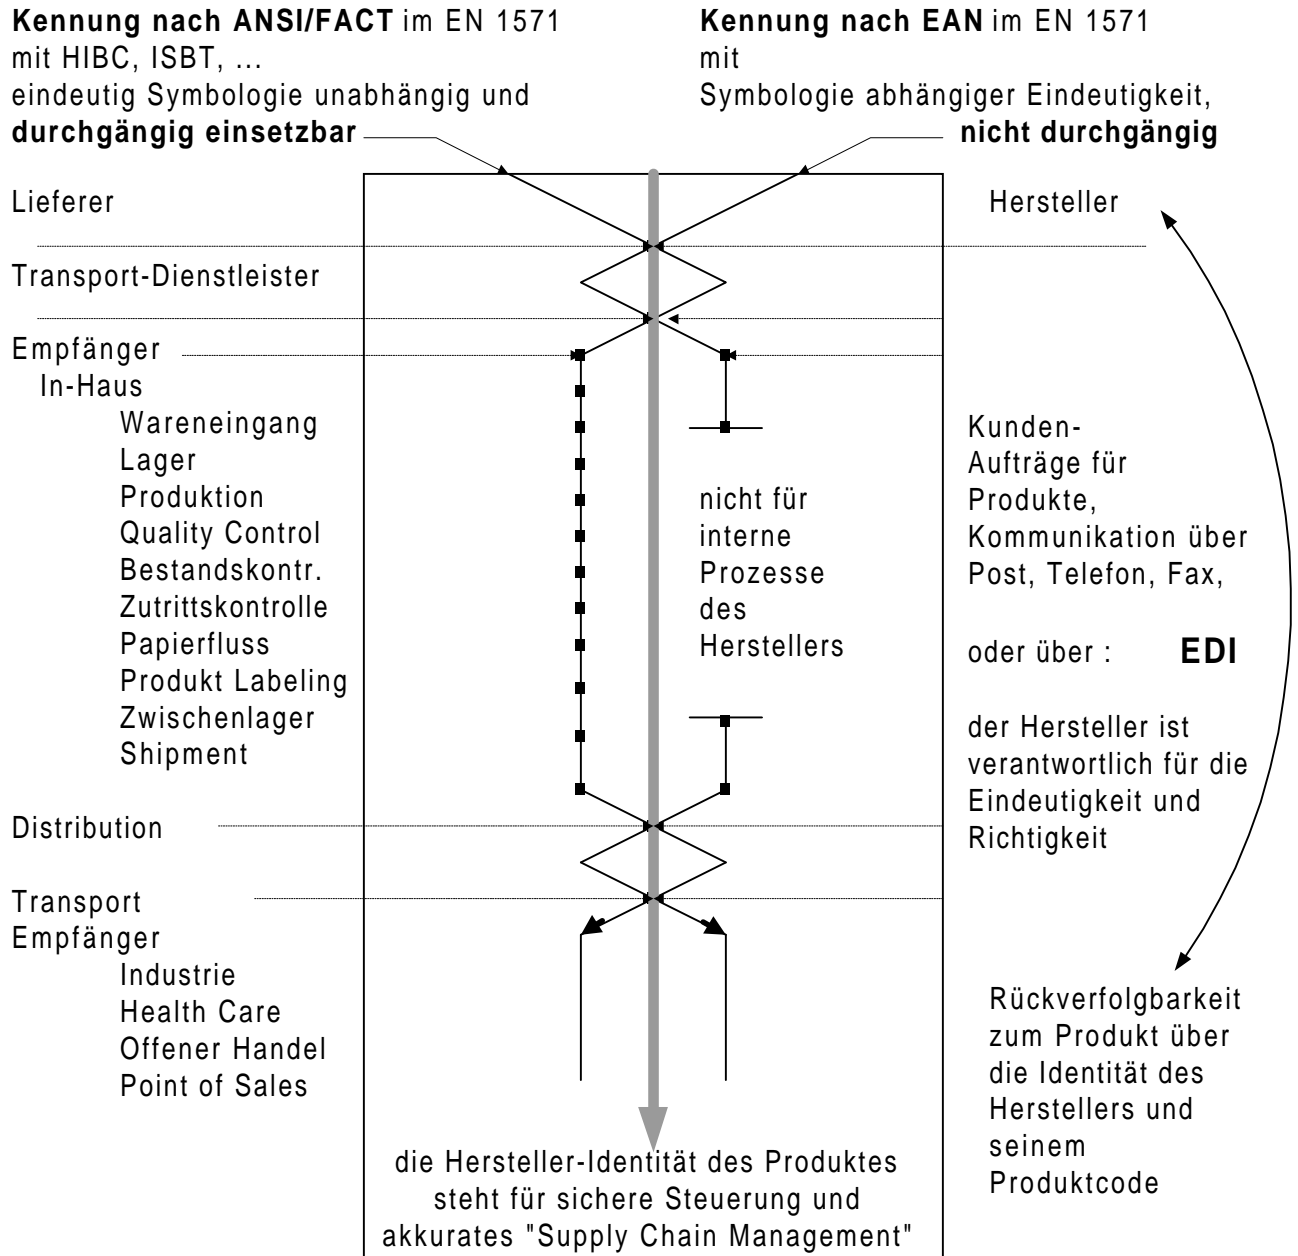 Kennung nach ANSI/FACT im EN 1571
mit HIBC, ISBT, ...
eindeutig Symbologie unabhängig und
durchgängig einsetzbar
Kennung nach EAN im EN 1571
mit
Symbologie abhängiger Eindeutigkeit,
nicht durchgängig
Lieferer
Transport-Dienstleister
Empfänger
In-Haus
Wareneingang
Lager
Produktion
Quality Control
Bestandskontr.
Zutrittskontrolle
Papierfluss
Produkt Labeling
Zwischenlager
Shipment
Distribution
Transport
Empfänger
Industrie
Health Care
Offener Handel
Point of Sales
nicht für
interne
Prozesse
des
Herstellers
die Hersteller-Identität des Produktes
steht für sichere Steuerung und
akkurates "Supply Chain Management"
Hersteller
Kunden-
Aufträge für
Produkte,
Kommunikation über
Post, Telefon, Fax,
oder über : EDI
der Hersteller ist
verantwortlich für die
Eindeutigkeit und
Richtigkeit
Rückverfolgbarkeit
zum Produkt über
die Identität des
Herstellers und
seinem
Produktcode